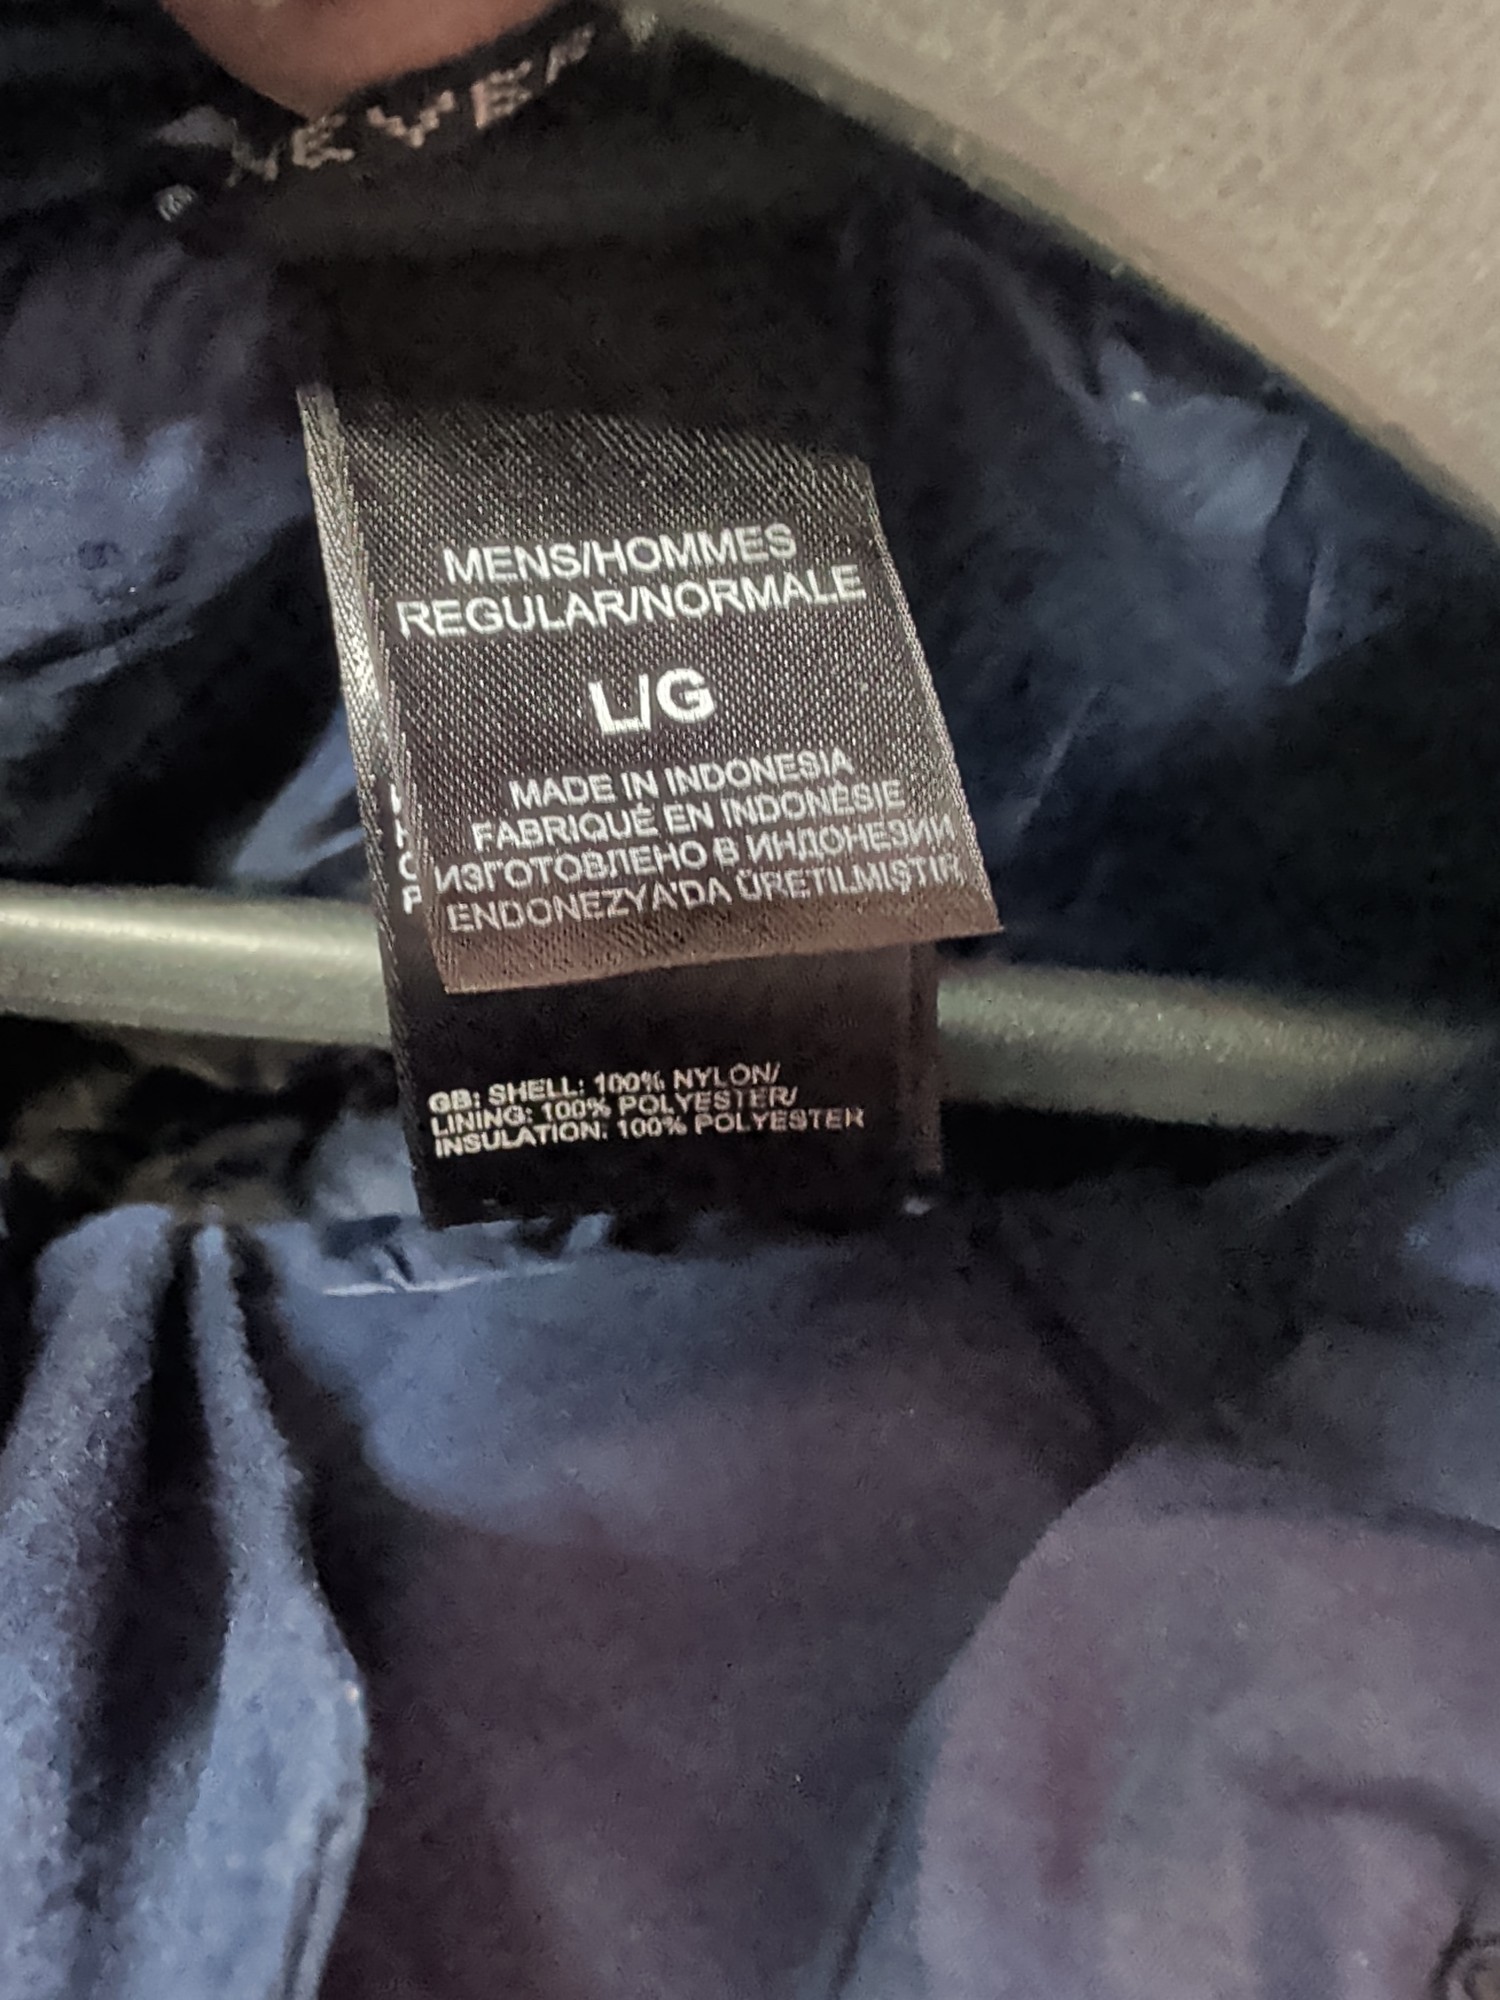 MENS/HOMMES
REGULAR/NORMALE
L/G
MADE IN INDONESIA
FABRIQUÉ EN INDONÉSIE
ИЗГОТОВЛЕНО В ИНДОНЕЗИИ
ENDONEZYA'DA ÜRETILMIŞTIR
GB: SHELL: 100% NYLON/
LINING: 100% POLYESTER/
INSULATION: 100% POLYESTER